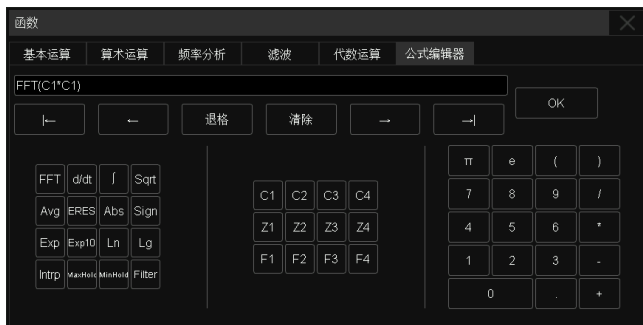 函数
基本运算 算术运算 频率分析 滤波 代数运算 公式编辑器
FFT(C1*C1)
|← ← 退格 清除 → →| OK
π e ( )
FFT d/dt ∫ Sqrt
7 8 9 /
C1 C2 C3 C4
Avg ERES Abs Sign
4 5 6 *
Z1 Z2 Z3 Z4
Exp Exp10 Ln Lg
1 2 3 -
F1 F2 F3 F4
Intrp MaxHold MinHold Filter
0 . +